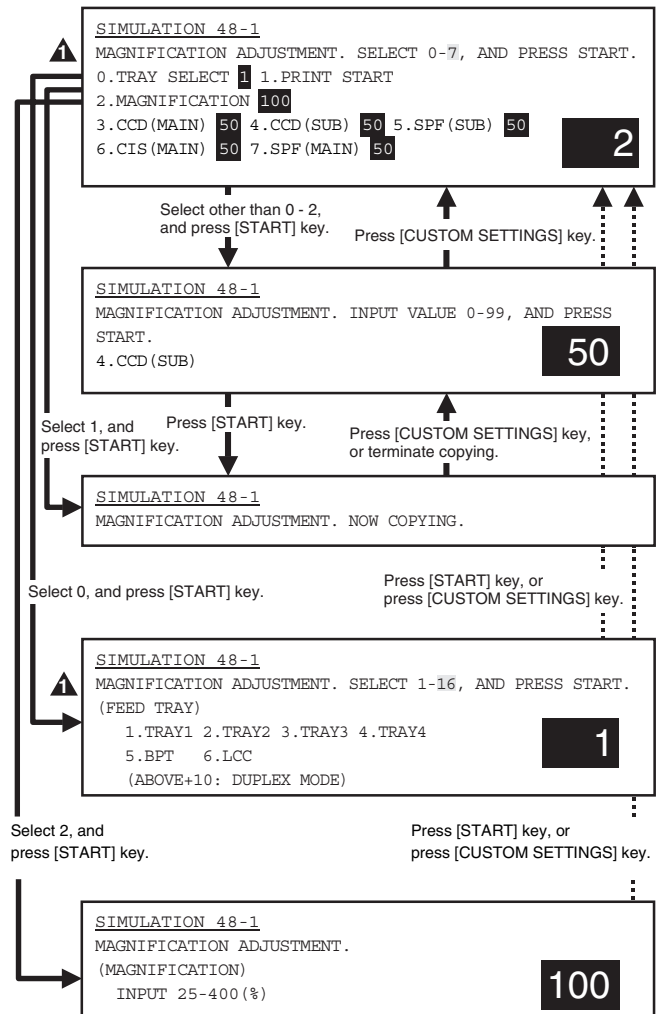 SIMULATION 48-1
1
MAGNIFICATION ADJUSTMENT. SELECT 0-7, AND PRESS START.
0.TRAY SELECT 1 1.PRINT START
2.MAGNIFICATION 100
3.CCD(MAIN) 50 4.CCD(SUB) 50 5.SPF(SUB) 50
6.CIS(MAIN) 50 7.SPF(MAIN) 50
2
Select other than 0 - 2,
and press [START] key.
Press [CUSTOM SETTINGS] key.
SIMULATION 48-1
MAGNIFICATION ADJUSTMENT. INPUT VALUE 0-99, AND PRESS
START.
4.CCD(SUB)
50
Select 1, and
press [START] key.
Press [START] key.
Press [CUSTOM SETTINGS] key,
or terminate copying.
SIMULATION 48-1
MAGNIFICATION ADJUSTMENT. NOW COPYING.
Select 0, and press [START] key.
Press [START] key, or
press [CUSTOM SETTINGS] key.
SIMULATION 48-1
1
MAGNIFICATION ADJUSTMENT. SELECT 1-16, AND PRESS START.
(FEED TRAY)
1.TRAY1 2.TRAY2 3.TRAY3 4.TRAY4
5.BPT 6.LCC
(ABOVE+10: DUPLEX MODE)
1
Select 2, and
press [START] key.
Press [START] key, or
press [CUSTOM SETTINGS] key.
SIMULATION 48-1
MAGNIFICATION ADJUSTMENT.
(MAGNIFICATION)
INPUT 25-400(%)
100